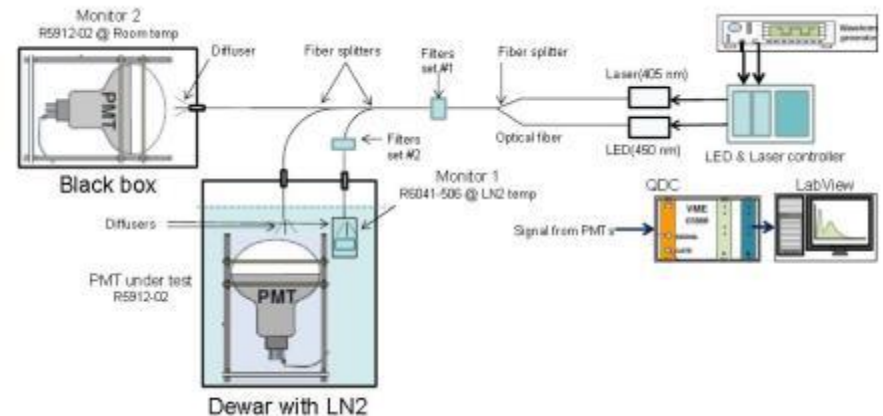 Monitor 2
R5912-02 @ Room temp
Diffuser
Fiber splitters
Filters
set #1
Fiber splitter
Laser(405 nm)
Waveform
generator
PMT
Black box
Filters
set #2
Optical fiber
LED(450 nm)
LED & Laser controller
Monitor 1
R6041-506 @ LN2 temp
Diffusers
PMT under test
R5912-02
PMT
Signal from PMTs
QDC
VME
LabView
Dewar with LN2